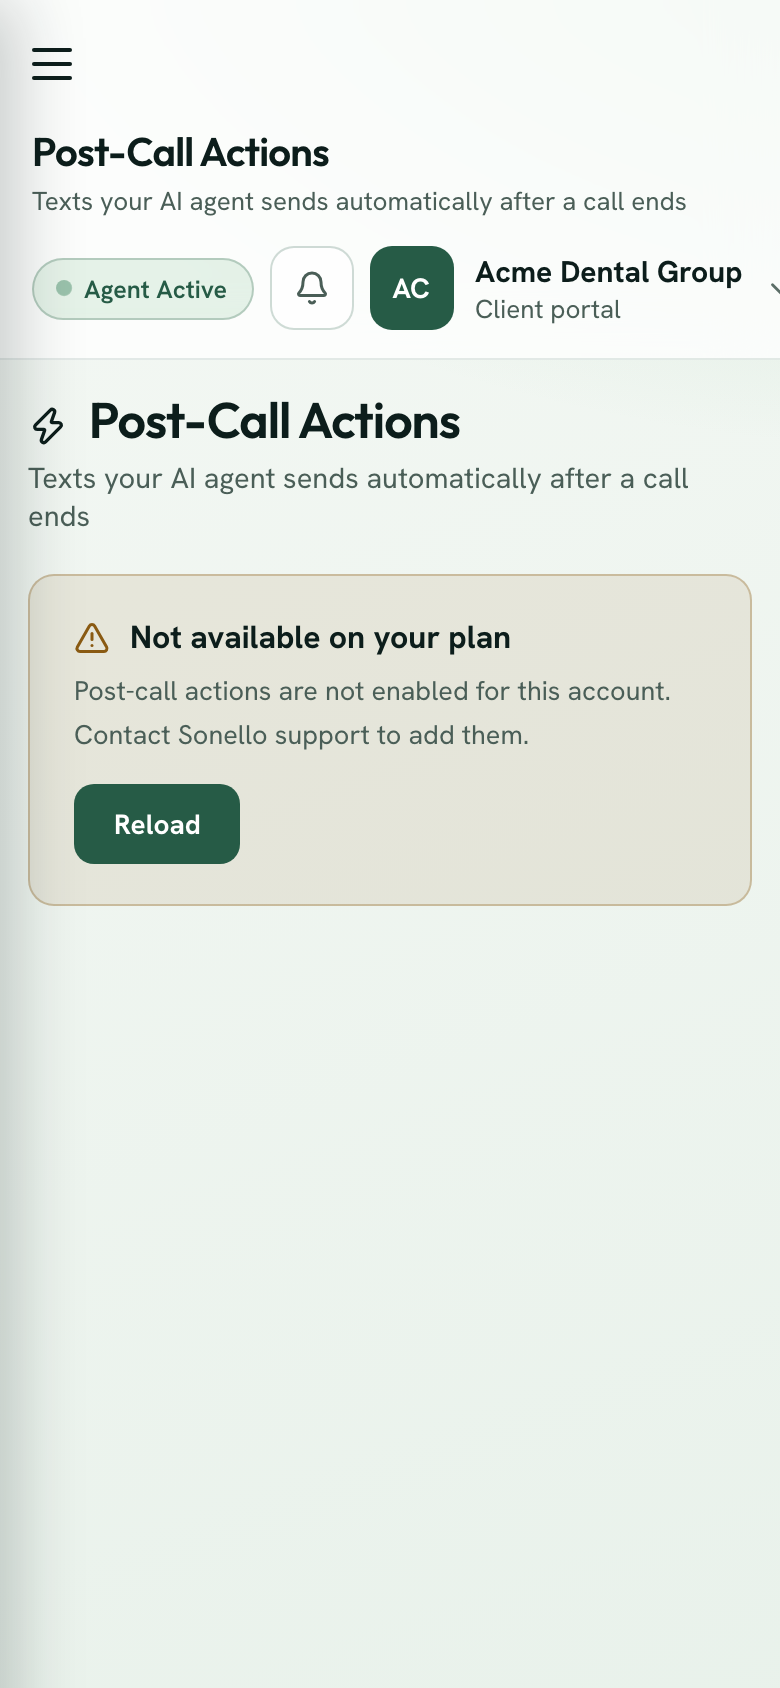 Post-Call Actions
Texts your AI agent sends automatically after a call ends
Agent Active
AC
Acme Dental Group
Client portal
Post-Call Actions
Texts your AI agent sends automatically after a call
ends
Not available on your plan
Post-call actions are not enabled for this account.
Contact Sonello support to add them.
Reload